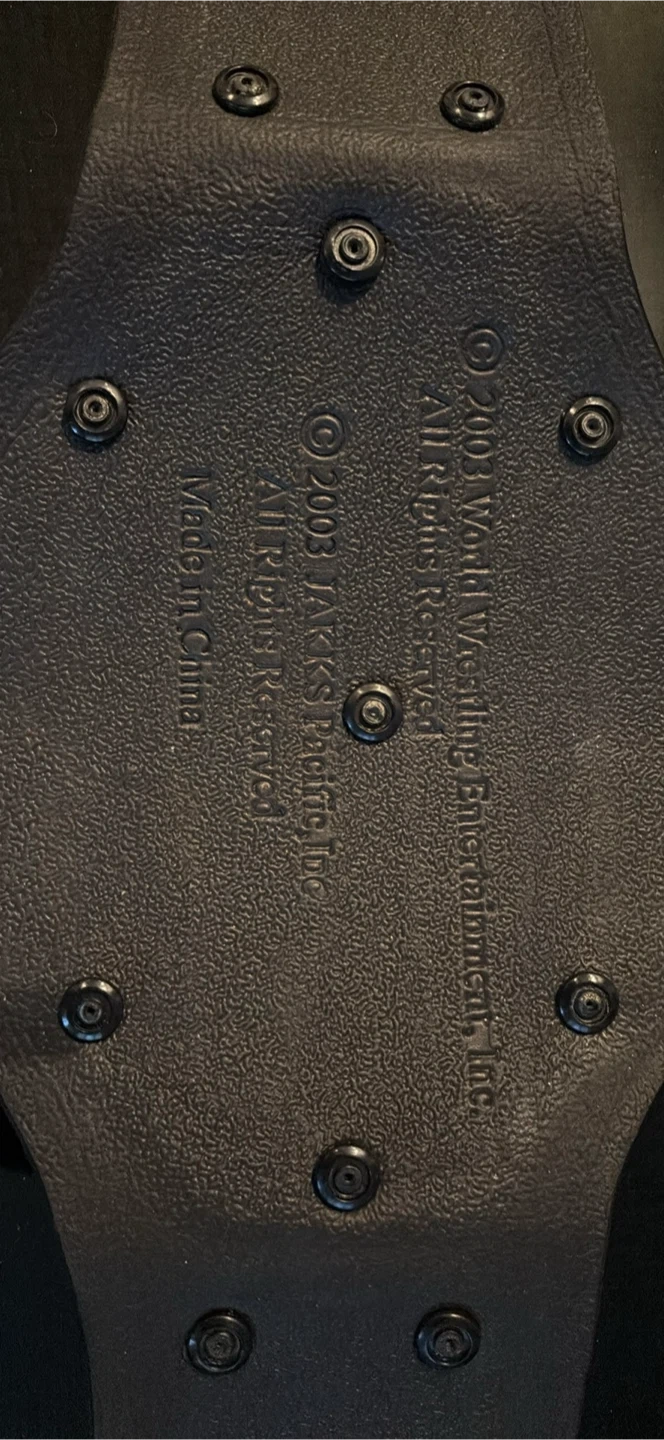 © 2003 World Wrestling Entertainment, Inc.
All Rights Reserved
© 2003 JAKKS Pacific, Inc
All Rights Reserved
Made in China